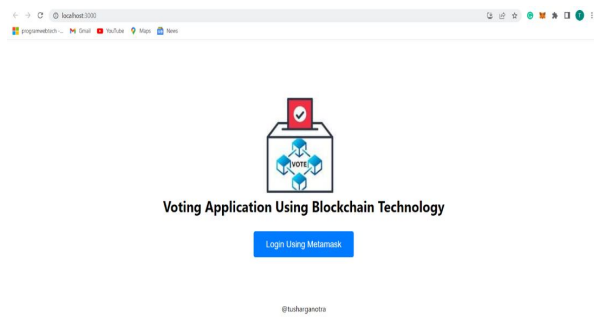 localhost:3000
programwebtech -... Gmail YouTube Maps News
VOTE
Voting Application Using Blockchain Technology
Login Using Metamask
@tusharganotra